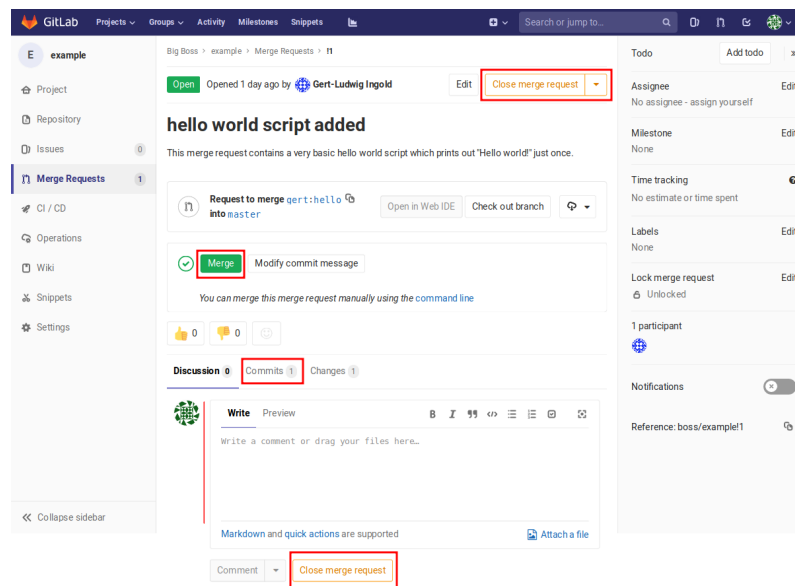 GitLab Projects Groups Activity Milestones Snippets Search or jump to...
E example
Project
Repository
Issues 0
Merge Requests 1
CI / CD
Operations
Wiki
Snippets
Settings
Collapse sidebar
Big Boss > example > Merge Requests > !1
Open Opened 1 day ago by Gert-Ludwig Ingold Edit Close merge request
hello world script added
This merge request contains a very basic hello world script which prints out "Hello world!" just once.
Request to merge gert:hello
into master
Open in Web IDE Check out branch
Merge Modify commit message
You can merge this merge request manually using the command line
0 0
Discussion 0 Commits 1 Changes 1
Write Preview
Write a comment or drag your files here…
Markdown and quick actions are supported Attach a file
Comment Close merge request
Todo Add todo
Assignee Edit
No assignee - assign yourself
Milestone Edit
None
Time tracking
No estimate or time spent
Labels Edit
None
Lock merge request Edit
Unlocked
1 participant
Notifications
Reference: boss/example!1